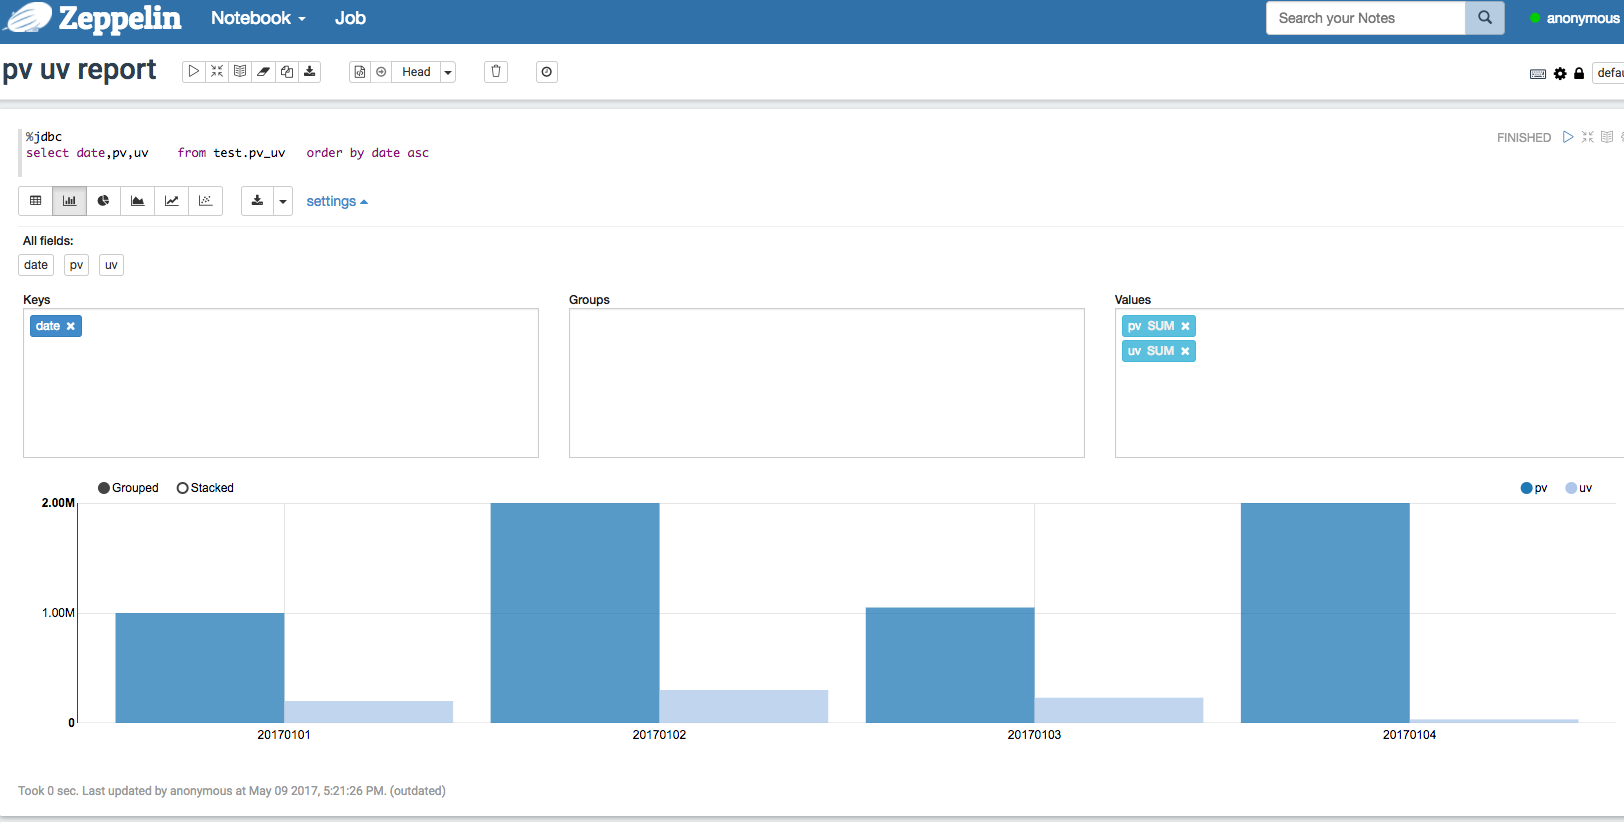 Zeppelin Notebook Job Search your Notes anonymous
pv uv report Head
%jdbc
select date,pv,uv from test.pv_uv order by date asc
FINISHED
settings
All fields:
date pv uv
Keys Groups Values
date
pv SUM
uv SUM
Grouped Stacked pv uv
2.00M
1.00M
0
20170101 20170102 20170103 20170104
Took 0 sec. Last updated by anonymous at May 09 2017, 5:21:26 PM. (outdated)